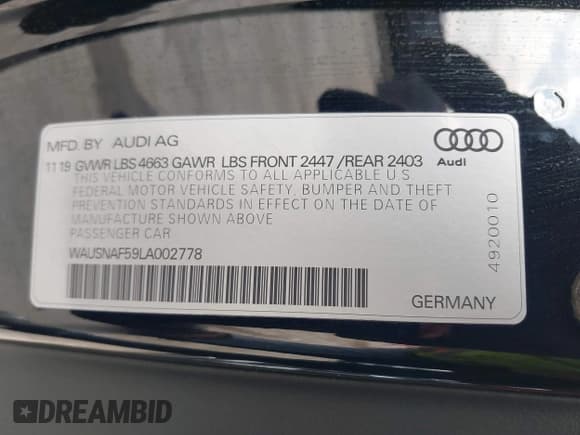 MFD. BY AUDI AG
Audi
11 19 GVWR LBS 4663 GAWR LBS FRONT 2447 / REAR 2403
THIS VEHICLE CONFORMS TO ALL APPLICABLE U.S.
FEDERAL MOTOR VEHICLE SAFETY, BUMPER AND THEFT
PREVENTION STANDARDS IN EFFECT ON THE DATE OF
MANUFACTURE SHOWN ABOVE
PASSENGER CAR
WAUSNAF59LA002778
4920010
GERMANY
DREAMBID